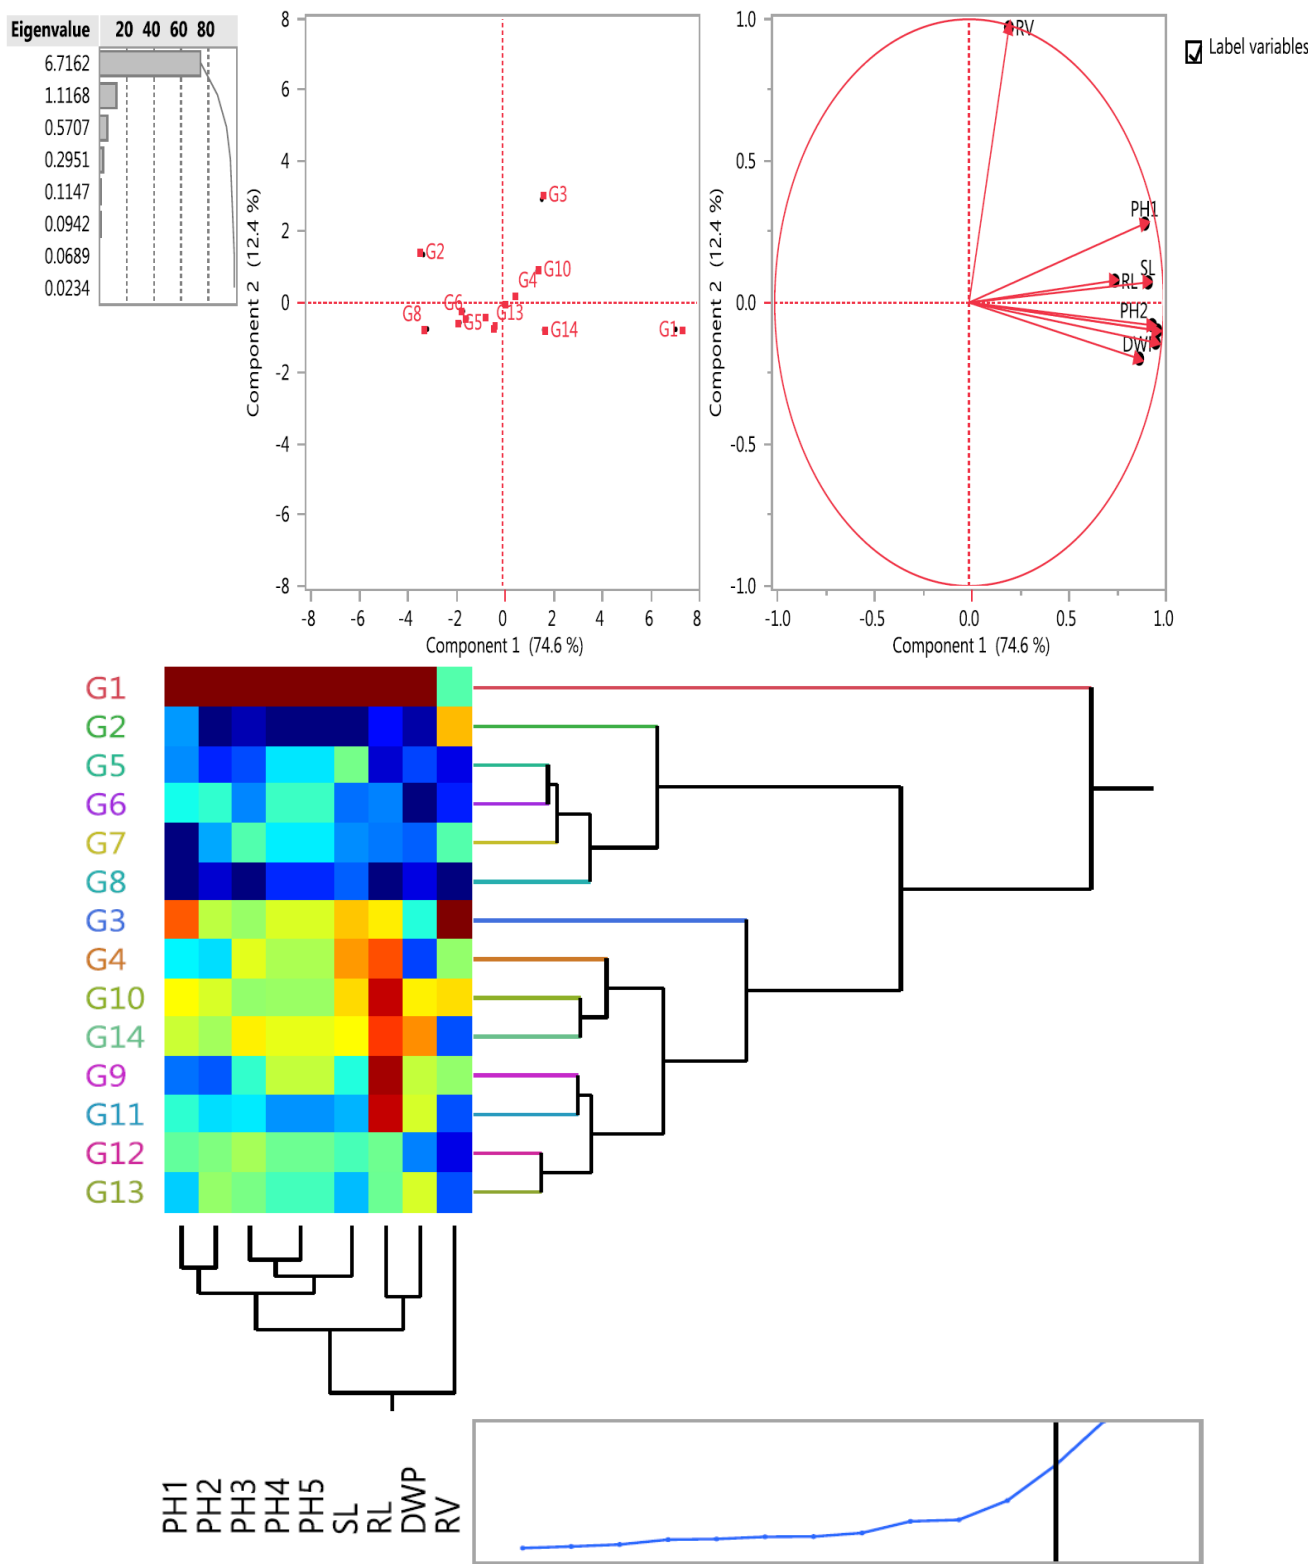 Eigenvalue 20 40 60 80
6.7162
1.1168
0.5707
0.2951
0.1147
0.0942
0.0689
0.0234
8
6
4
2
0
-2
-4
-6
-8
Component 2 (12.4 %)
G3
G2
G10
G4
G6
G8
G5
G13
G14
G1
-8 -6 -4 -2 0 2 4 6 8
Component 1 (74.6 %)
1.0
0.5
0.0
-0.5
-1.0
Component 2 (12.4 %)
RV
PH1
SL
RL
PH2
DWP
-1.0 -0.5 0.0 0.5 1.0
Component 1 (74.6 %)
Label variables
G1
G2
G5
G6
G7
G8
G3
G4
G10
G14
G9
G11
G12
G13
PH1
PH2
PH3
PH4
PH5
SL
RL
DWP
RV